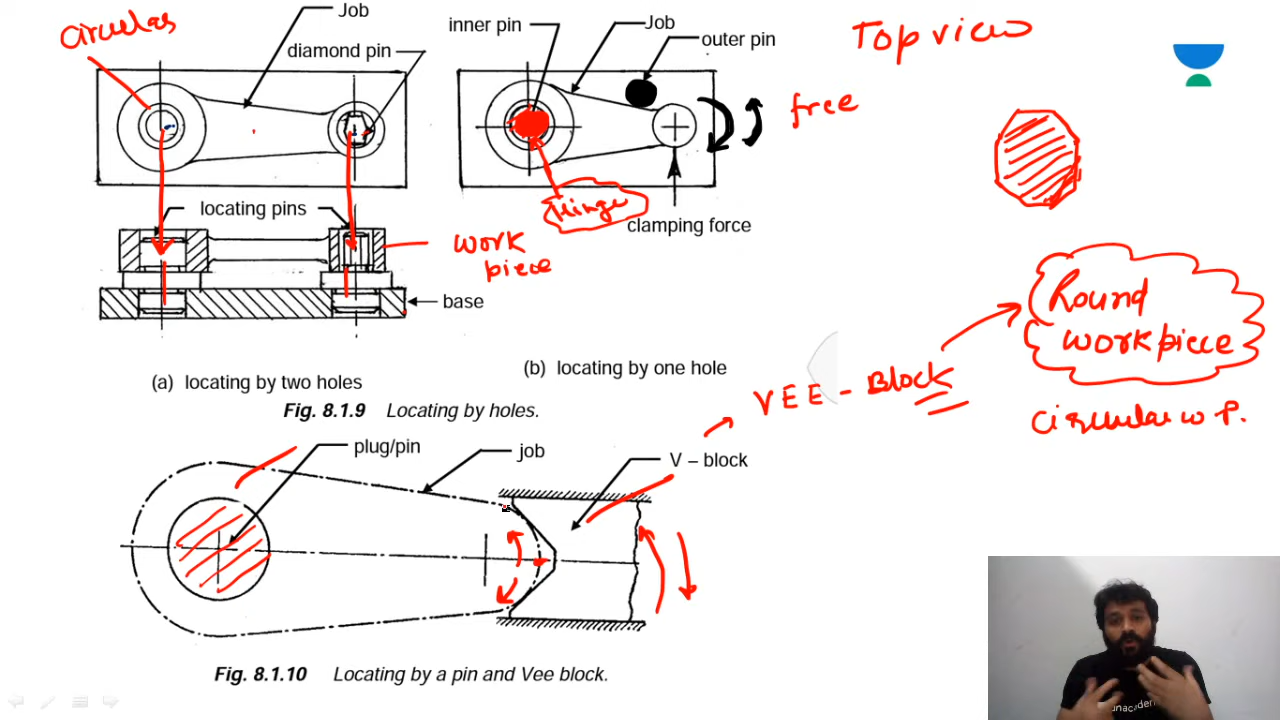 circular
Job
diamond pin
inner pin
Job
outer pin
Top view
free
Hinge
clamping force
locating pins
work
piece
base
(a) locating by two holes
(b) locating by one hole
Fig. 8.1.9 Locating by holes.
Round
workpiece
VEE - Block
circular w P.
plug/pin
job
V – block
Fig. 8.1.10 Locating by a pin and Vee block.
unacadem